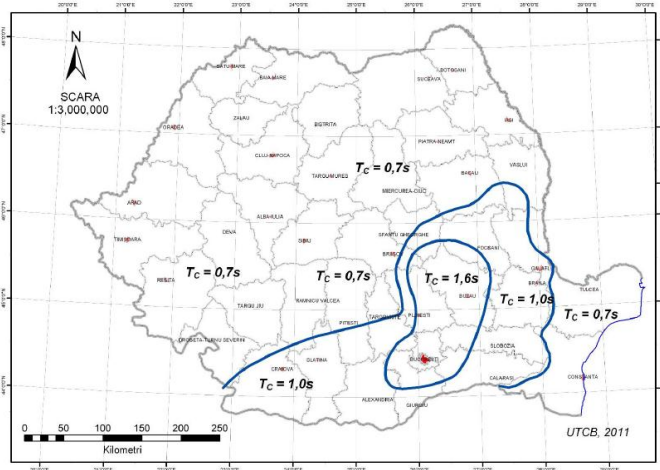 N
SCARA
1:3,000,000
SATU MARE
BAIA MARE
SUCEAVA
BOTOSANI
ORADEA
ZALAU
BISTRITA
IASI
CLUJ-NAPOCA
PIATRA-NEAMT
TARGU MURES
T_C = 0,7s
BACAU
VASLUI
MIERCUREA-CIUC
ARAD
ALBA IULIA
TIMISOARA
DEVA
SIBIU
SFANTU GHEORGHE
BRASOV
FOCSANI
GALATI
T_C = 0,7s
T_C = 0,7s
T_C = 1,6s
RESITA
BRAILA
TULCEA
TARGU JIU
RAMNICU VALCEA
BUZAU
T_C = 1,0s
T_C = 0,7s
PITESTI
TARGOVISTE
PLOIESTI
DROBETA-TURNU SEVERIN
SLOBOZIA
SLATINA
BUCURESTI
CRAIOVA
T_C = 1,0s
CALARASI
CONSTANTA
ALEXANDRIA
GIURGIU
0 25 50 100 150 200 250
Kilometri
UTCB, 2011